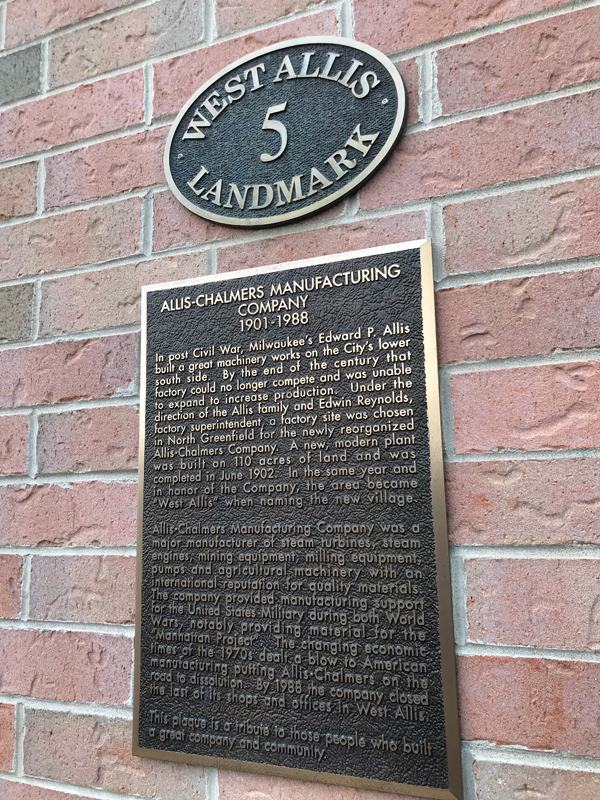 WEST ALLIS
5
LANDMARK
ALLIS-CHALMERS MANUFACTURING
COMPANY
1901-1988
In post Civil War, Milwaukee's Edward P. Allis
built a great machinery works on the City's lower
south side. By the end of the century that
factory could no longer compete and was unable
to expand to increase production. Under the
direction of the Allis family and Edwin Reynolds,
factory superintendent, a factory site was chosen
in North Greenfield for the newly reorganized
Allis-Chalmers Company. A new, modern plant
was built on 110 acres of land and was
completed in June 1902. In the same year and
in honor of the Company, the area became
"West Allis" when naming the new village.
Allis-Chalmers Manufacturing Company was a
major manufacturer of steam turbines, steam
engines, mining equipment, milling equipment,
pumps and agricultural machinery with an
international reputation for quality materials.
The company provided manufacturing support
for the United States Military during both World
Wars, notably providing material for the
"Manhattan Project". The changing economic
times of the 1970s dealt a blow to American
manufacturing putting Allis-Chalmers on the
road to dissolution. By 1988 the company closed
the last of its shops and offices in West Allis.
This plaque is a tribute to those people who built
a great company and community.